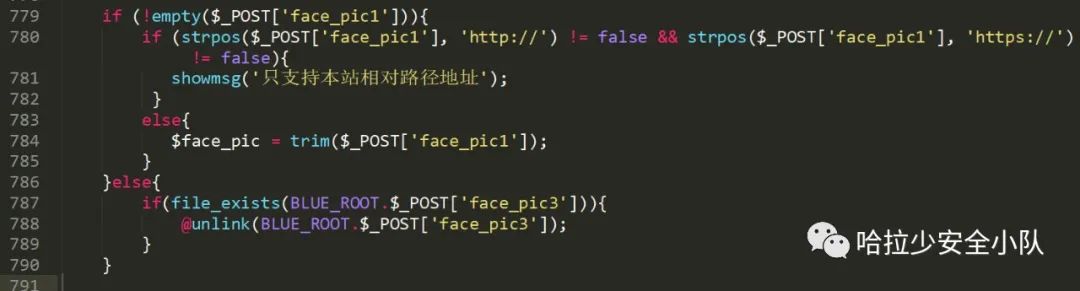 779 if (!empty($_POST['face_pic1'])){
780 if (strpos($_POST['face_pic1'], 'http://') != false && strpos($_POST['face_pic1'], 'https://')
!= false){
781 showmsg('只支持本站相对路径地址');
782 }
783 else{
784 $face_pic = trim($_POST['face_pic1']);
785 }
786 }else{
787 if(file_exists(BLUE_ROOT.$_POST['face_pic3'])){
788 @unlink(BLUE_ROOT.$_POST['face_pic3']);
789 }
790 }
791
哈拉少安全小队